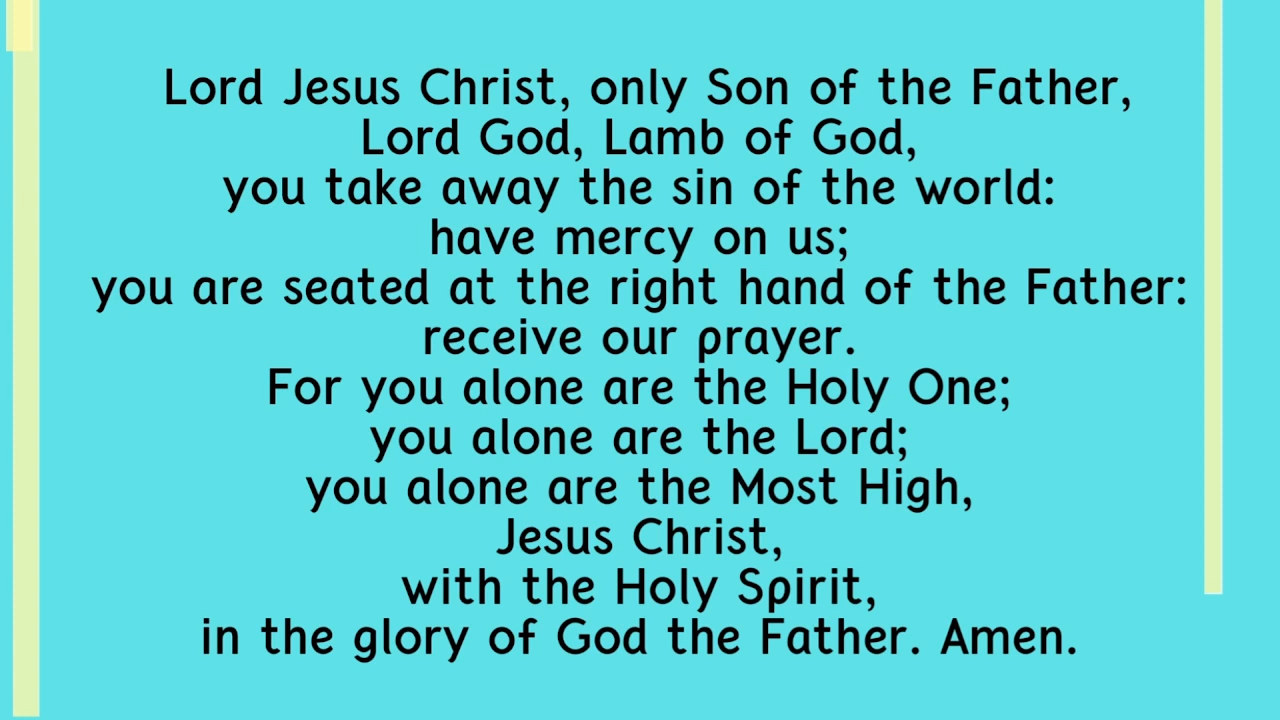 Lord Jesus Christ, only Son of the Father,
Lord God, Lamb of God,
you take away the sin of the world:
have mercy on us;
you are seated at the right hand of the Father:
receive our prayer.
For you alone are the Holy One;
you alone are the Lord;
you alone are the Most High,
Jesus Christ,
with the Holy Spirit,
in the glory of God the Father. Amen.